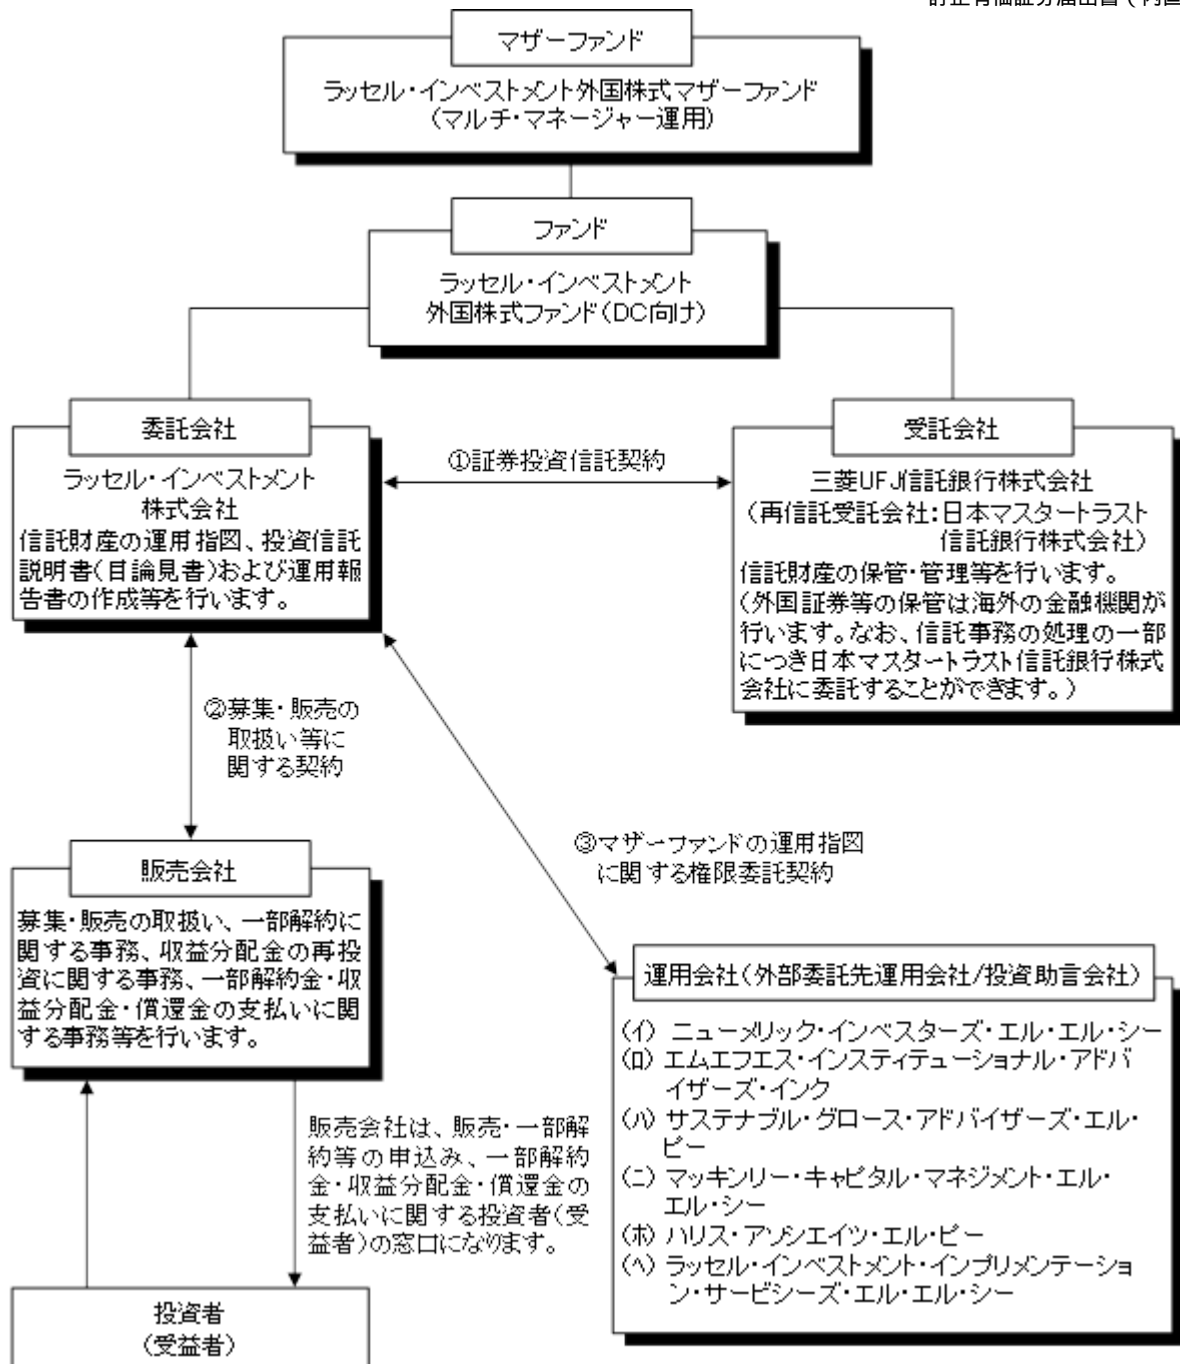 マザーファンド
ラッセル・インベストメント外国株式マザーファンド
(マルチ・マネージャー運用)
ファンド
ラッセル・インベストメント
外国株式ファンド(DC向け)
委託会社
ラッセル・インベストメント
株式会社
信託財産の運用指図、投資信託
説明書(目論見書)および運用報
告書の作成等を行います。
①証券投資信託契約
受託会社
三菱UFJ信託銀行株式会社
(再信託受託会社:日本マスタートラスト
信託銀行株式会社)
信託財産の保管・管理等を行います。
(外国証券等の保管は海外の金融機関が
行います。なお、信託事務の処理の一部
につき日本マスタートラスト信託銀行株式
会社に委託することができます。)
②募集・販売の
取扱い等に
関する契約
③マザーファンドの運用指図
に関する権限委託契約
販売会社
募集・販売の取扱い、一部解約に
関する事務、収益分配金の再投
資に関する事務、一部解約金・収
益分配金・償還金の支払いに関
する事務等を行います。
運用会社(外部委託先運用会社/投資助言会社)
(イ) ニューメリック・インベスターズ・エル・エル・シー
(ロ) エムエフエス・インスティテューショナル・アドバ
イザーズ・インク
(ハ) サステナブル・グロース・アドバイザーズ・エル・
ピー
(ニ) マッキンリー・キャピタル・マネジメント・エル・
エル・シー
(ホ) ハリス・アソシエイツ・エル・ピー
(ヘ) ラッセル・インベストメント・インプリメンテーショ
ン・サービシーズ・エル・エル・シー
販売会社は、販売・一部解
約等の申込み、一部解約
金・収益分配金・償還金の
支払いに関する投資者(受
益者)の窓口になります。
投資者
(受益者)